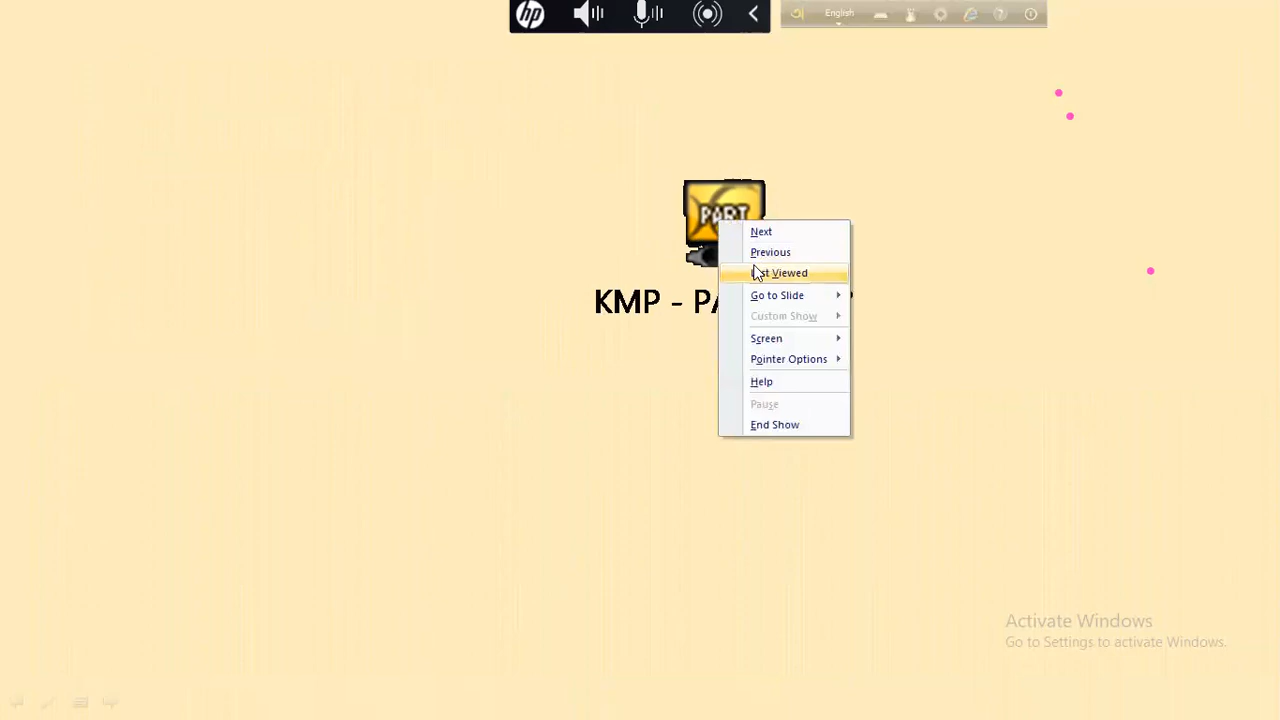 hp
English
PART
Next
Previous
Viewed
KMP - PA
Go to Slide
Custom Show
Screen
Pointer Options
Help
Pause
End Show
Activate Windows
Go to Settings to activate Windows.